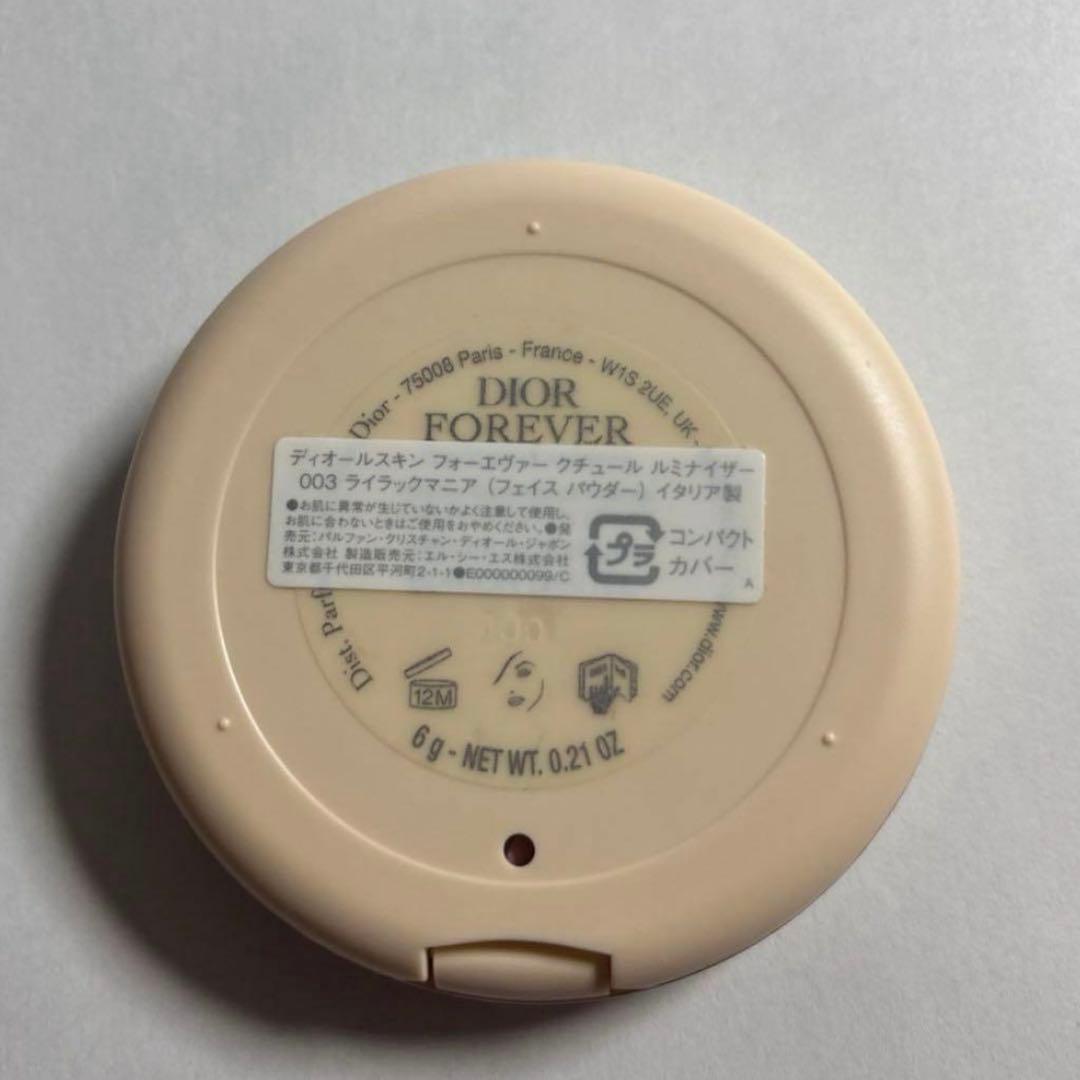 Dior - 75008 Paris - France - W1S 2UE, UK -
DIOR
FOREVER
ディオールスキン フォーエヴァー クチュール ルミナイザー
003 ライラックマニア (フェイス パウダー) イタリア製
●お肌に異常が生じていないかよく注意して使用し、
お肌に合わないときはご使用をおやめください。●発
売元:パルファン・クリスチャン・ディオール・ジャポン
株式会社 製造販売元:エル・シー・エス株式会社
東京都千代田区平河町2-1-1●E000000099/C
プラ
コンパクト
カバー
A
Dist. Parf
www.dior.com
12M
6 g - NET WT. 0.21 OZ